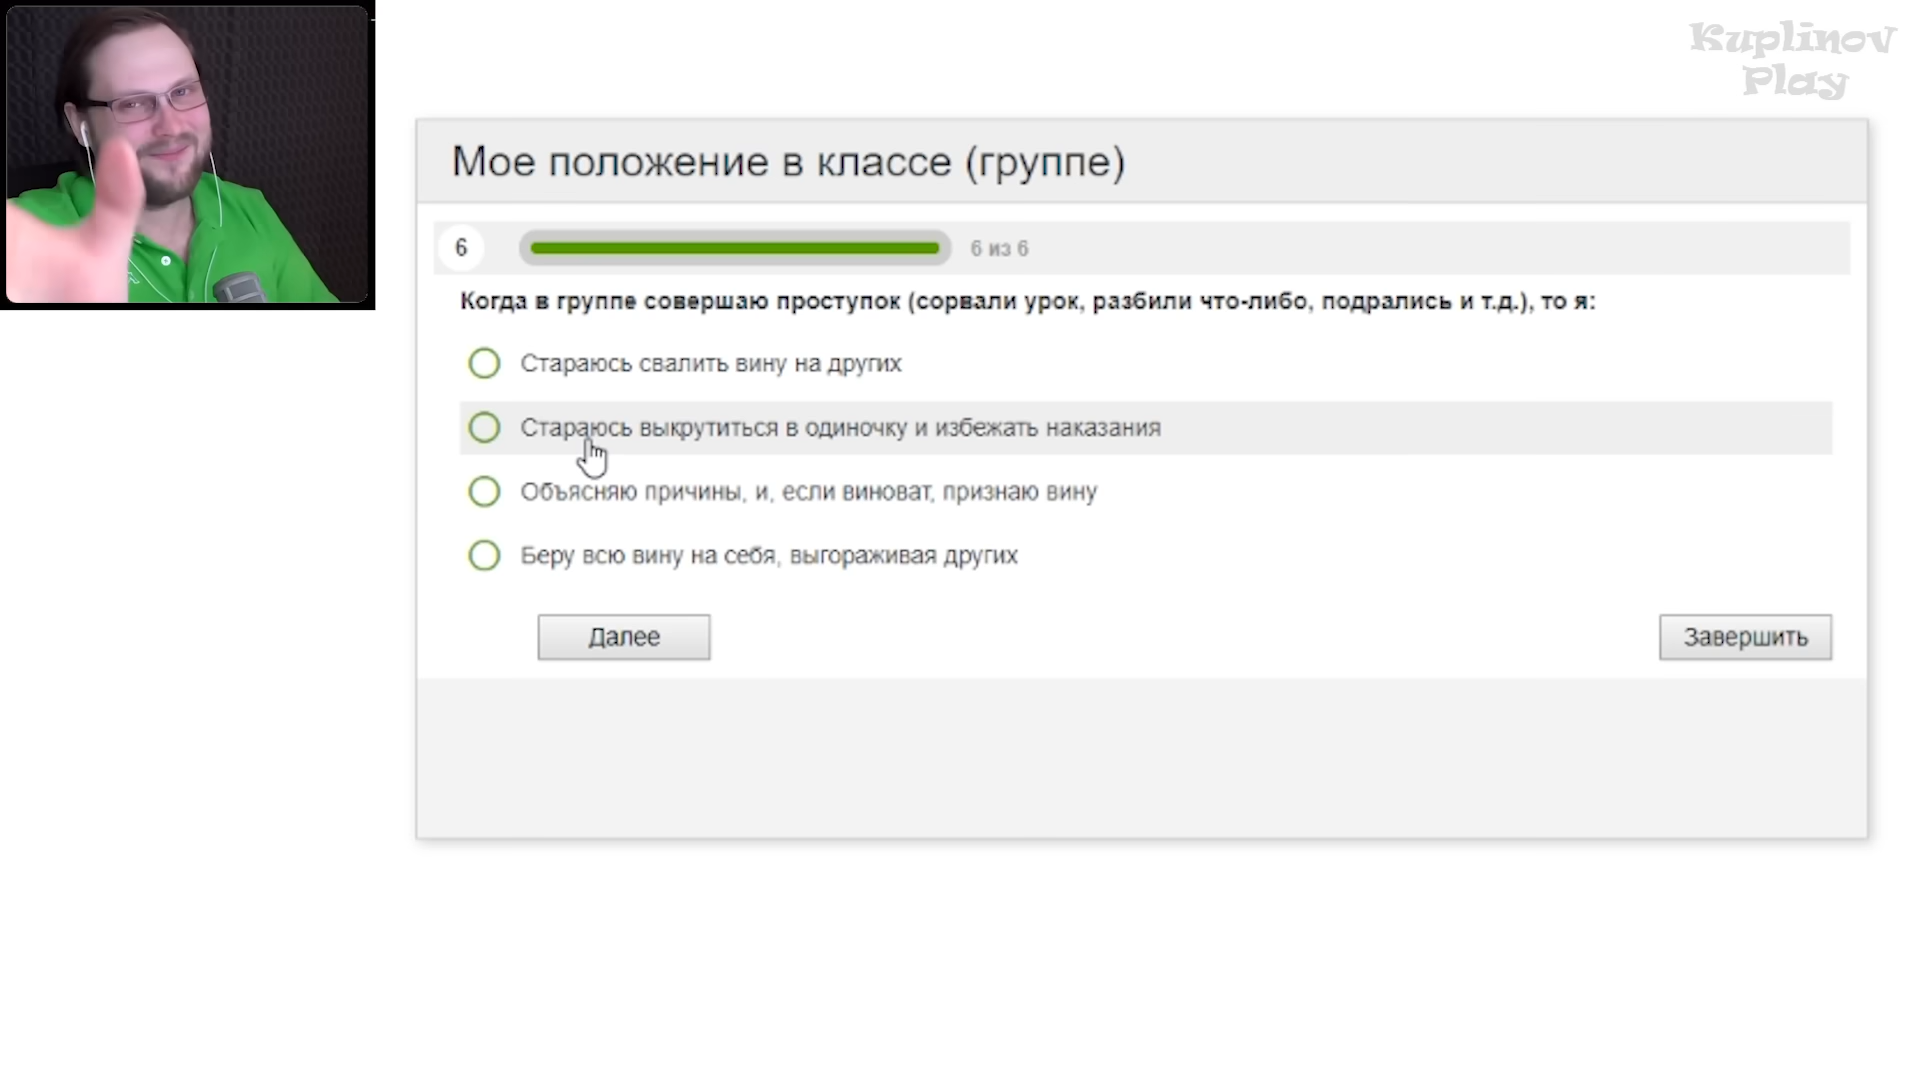 Kuplinov
Play
Мое положение в классе (группе)
6
6 из 6
Когда в группе совершаю проступок (сорвали урок, разбили что-либо, подрались и т.д.), то я:
Стараюсь свалить вину на других
Стараюсь выкрутиться в одиночку и избежать наказания
Объясняю причины, и, если виноват, признаю вину
Беру всю вину на себя, выгораживая других
Далее
Завершить